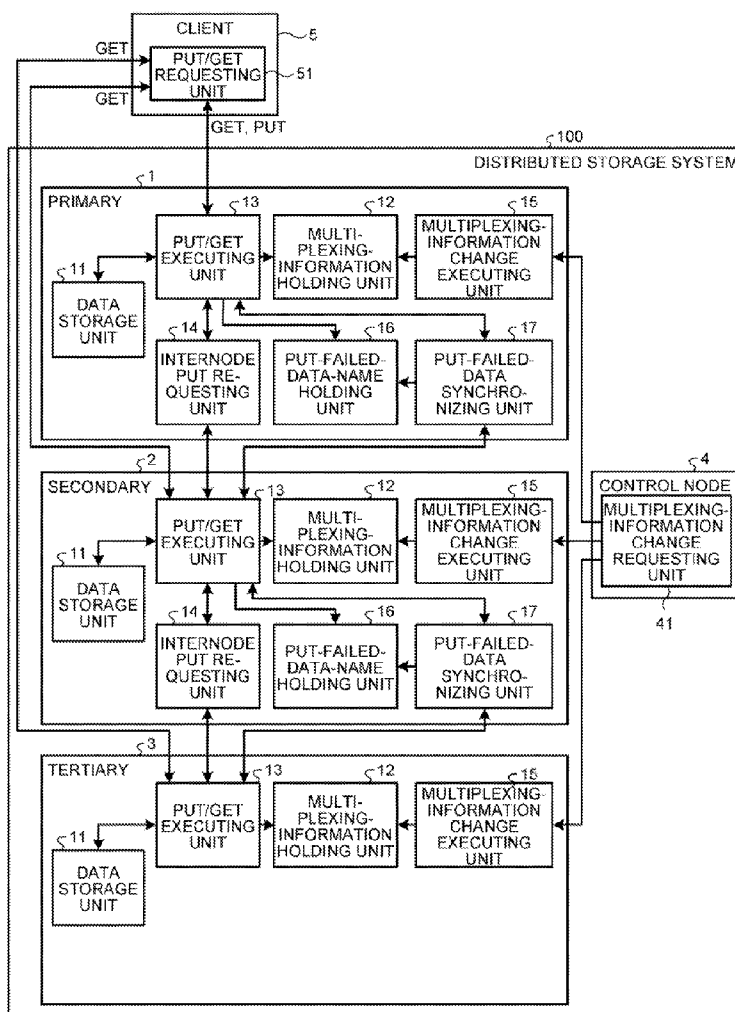 CLIENT
5
GET
PUT/GET
REQUESTING
UNIT
51
GET
GET, PUT
100
DISTRIBUTED STORAGE SYSTEM
1
PRIMARY
13
12
15
PUT/GET
EXECUTING
UNIT
MULTI-
PLEXING-
INFORMATION
HOLDING UNIT
MULTIPLEXING-
INFORMATION
CHANGE
EXECUTING
UNIT
11
DATA
STORAGE
UNIT
14
16
17
INTERNODE
PUT RE-
QUESTING
UNIT
PUT-FAILED-
DATA-NAME
HOLDING UNIT
PUT-FAILED-
DATA
SYNCHRO-
NIZING UNIT
2
SECONDARY
13
12
15
PUT/GET
EXECUTING
UNIT
MULTI-
PLEXING-
INFORMATION
HOLDING UNIT
MULTIPLEXING-
INFORMATION
CHANGE
EXECUTING
UNIT
11
DATA
STORAGE
UNIT
14
16
17
INTERNODE
PUT RE-
QUESTING
UNIT
PUT-FAILED-
DATA-NAME
HOLDING UNIT
PUT-FAILED-
DATA
SYNCHRO-
NIZING UNIT
4
CONTROL NODE
MULTIPLEXING-
INFORMATION
CHANGE
REQUESTING
UNIT
41
3
TERTIARY
13
12
15
PUT/GET
EXECUTING
UNIT
MULTI-
PLEXING-
INFORMATION
HOLDING UNIT
MULTIPLEXING-
INFORMATION
CHANGE
EXECUTING
UNIT
11
DATA
STORAGE
UNIT